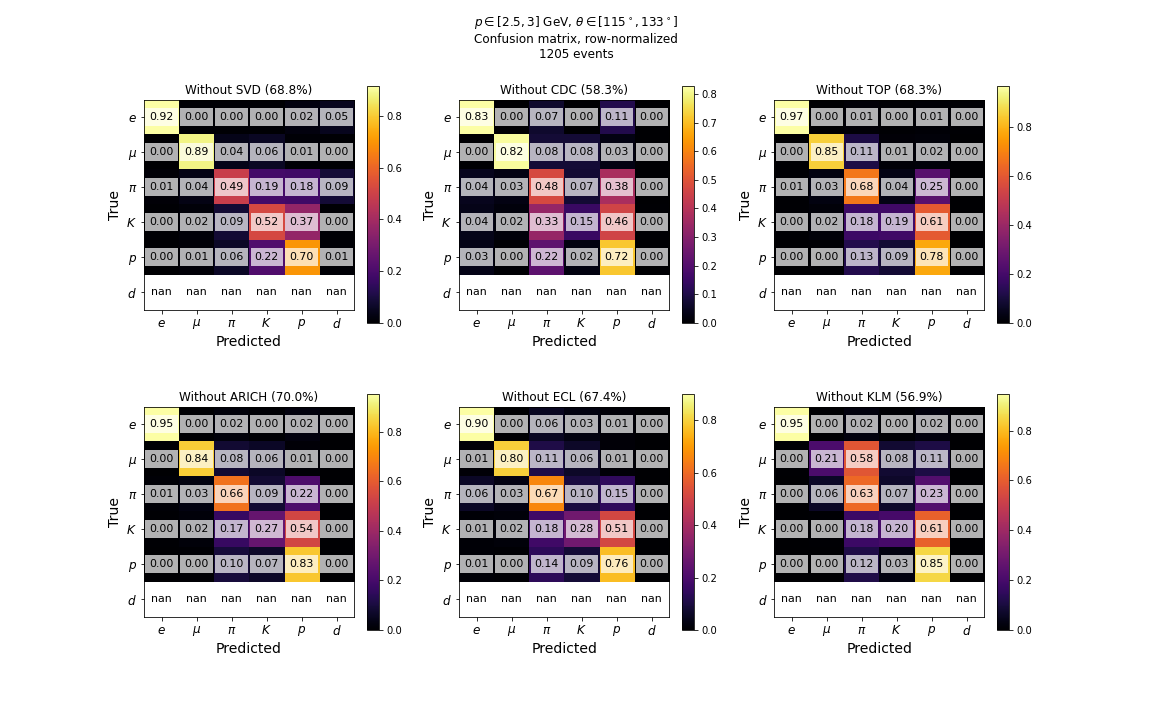 p ∈ [2.5, 3] GeV, θ ∈ [115°, 133°]
Confusion matrix, row-normalized
1205 events
Without SVD (68.8%)
True
e 0.92 0.00 0.00 0.00 0.02 0.05
μ 0.00 0.89 0.04 0.06 0.01 0.00
π 0.01 0.04 0.49 0.19 0.18 0.09
K 0.00 0.02 0.09 0.52 0.37 0.00
p 0.00 0.01 0.06 0.22 0.70 0.01
d nan nan nan nan nan nan
e μ π K p d
Predicted
0.8
0.6
0.4
0.2
0.0
Without CDC (58.3%)
True
e 0.83 0.00 0.07 0.00 0.11 0.00
μ 0.00 0.82 0.08 0.08 0.03 0.00
π 0.04 0.03 0.48 0.07 0.38 0.00
K 0.04 0.02 0.33 0.15 0.46 0.00
p 0.03 0.00 0.22 0.02 0.72 0.00
d nan nan nan nan nan nan
e μ π K p d
Predicted
0.8
0.7
0.6
0.5
0.4
0.3
0.2
0.1
0.0
Without TOP (68.3%)
True
e 0.97 0.00 0.01 0.00 0.01 0.00
μ 0.00 0.85 0.11 0.01 0.02 0.00
π 0.01 0.03 0.68 0.04 0.25 0.00
K 0.00 0.02 0.18 0.19 0.61 0.00
p 0.00 0.00 0.13 0.09 0.78 0.00
d nan nan nan nan nan nan
e μ π K p d
Predicted
0.8
0.6
0.4
0.2
0.0
Without ARICH (70.0%)
True
e 0.95 0.00 0.02 0.00 0.02 0.00
μ 0.00 0.84 0.08 0.06 0.01 0.00
π 0.01 0.03 0.66 0.09 0.22 0.00
K 0.00 0.02 0.17 0.27 0.54 0.00
p 0.00 0.00 0.10 0.07 0.83 0.00
d nan nan nan nan nan nan
e μ π K p d
Predicted
0.8
0.6
0.4
0.2
0.0
Without ECL (67.4%)
True
e 0.90 0.00 0.06 0.03 0.01 0.00
μ 0.01 0.80 0.11 0.06 0.01 0.00
π 0.06 0.03 0.67 0.10 0.15 0.00
K 0.01 0.02 0.18 0.28 0.51 0.00
p 0.01 0.00 0.14 0.09 0.76 0.00
d nan nan nan nan nan nan
e μ π K p d
Predicted
0.8
0.6
0.4
0.2
0.0
Without KLM (56.9%)
True
e 0.95 0.00 0.02 0.00 0.02 0.00
μ 0.00 0.21 0.58 0.08 0.11 0.00
π 0.00 0.06 0.63 0.07 0.23 0.00
K 0.00 0.00 0.18 0.20 0.61 0.00
p 0.00 0.00 0.12 0.03 0.85 0.00
d nan nan nan nan nan nan
e μ π K p d
Predicted
0.8
0.6
0.4
0.2
0.0